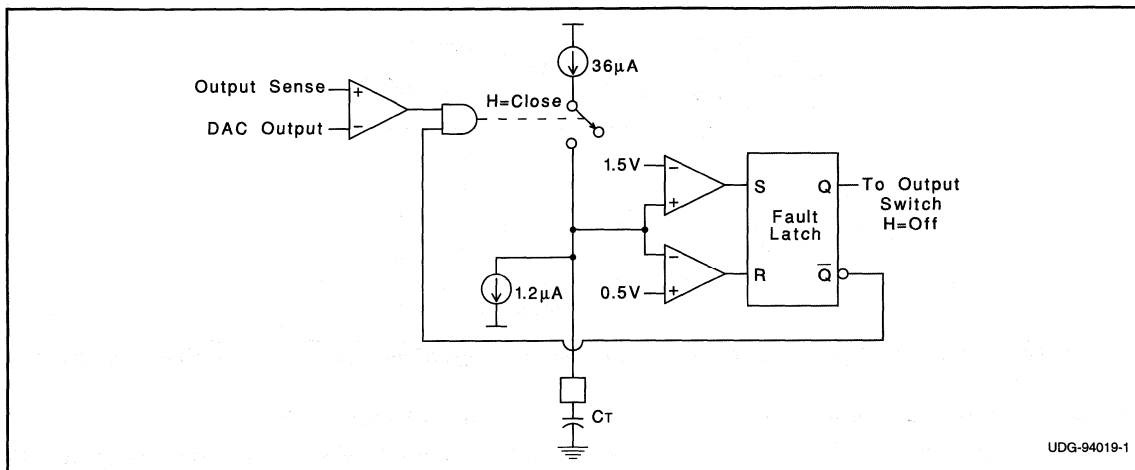 36μA
Output Sense
+
H=Close
DAC Output
−
1.5V
−
+
S
Q
To Output
Switch
H=Off
Fault
Latch
−
1.2μA
0.5V
+
R
Q̅
CT
UDG-94019-1